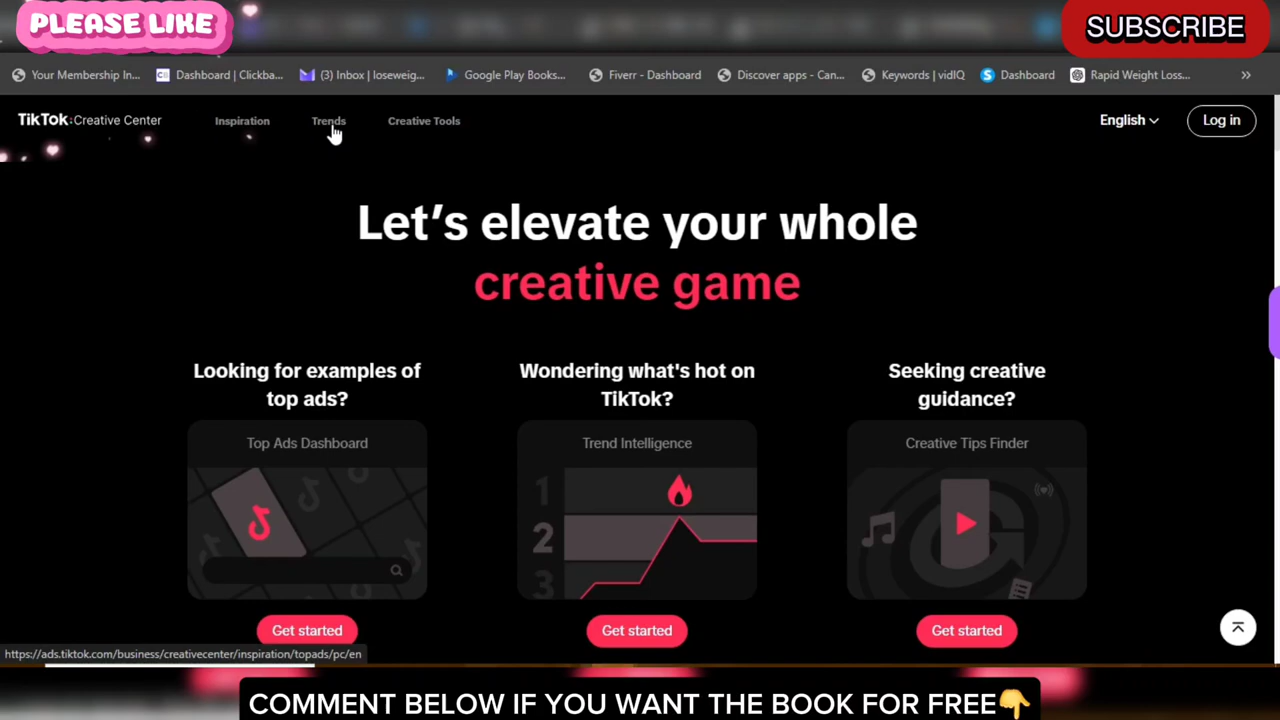 PLEASE LIKE
SUBSCRIBE
Your Membership In...
Dashboard | Clickba...
(3) Inbox | loseweig...
Google Play Books...
Fiverr - Dashboard
Discover apps - Can...
Keywords | vidIQ
Dashboard
Rapid Weight Loss...
TikTok: Creative Center
Inspiration
Trends
Creative Tools
English
Log in
Let's elevate your whole
creative game
Looking for examples of
top ads?
Top Ads Dashboard
Get started
Wondering what's hot on
TikTok?
Trend Intelligence
1
2
3
Get started
Seeking creative
guidance?
Creative Tips Finder
Get started
https://ads.tiktok.com/business/creativecenter/inspiration/topads/pc/en
COMMENT BELOW IF YOU WANT THE BOOK FOR FREE👇